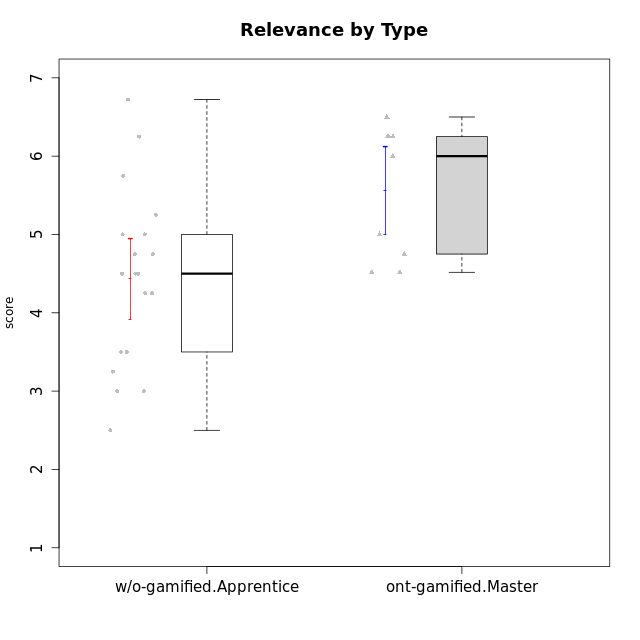 Relevance by Type
7
6
5
4
3
2
1
score
w/o-gamified.Apprentice
ont-gamified.Master